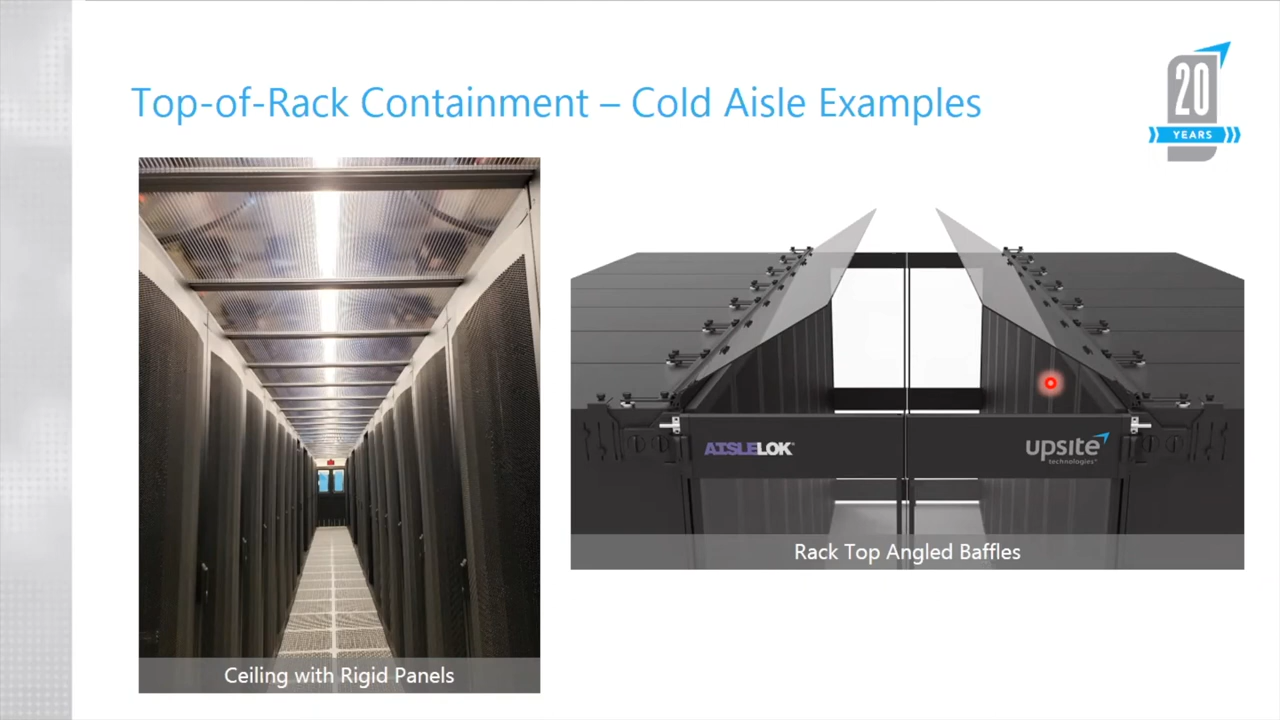 Top-of-Rack Containment – Cold Aisle Examples
20
YEARS
AISLELOK®
upsite
technologies®
Rack Top Angled Baffles
Ceiling with Rigid Panels